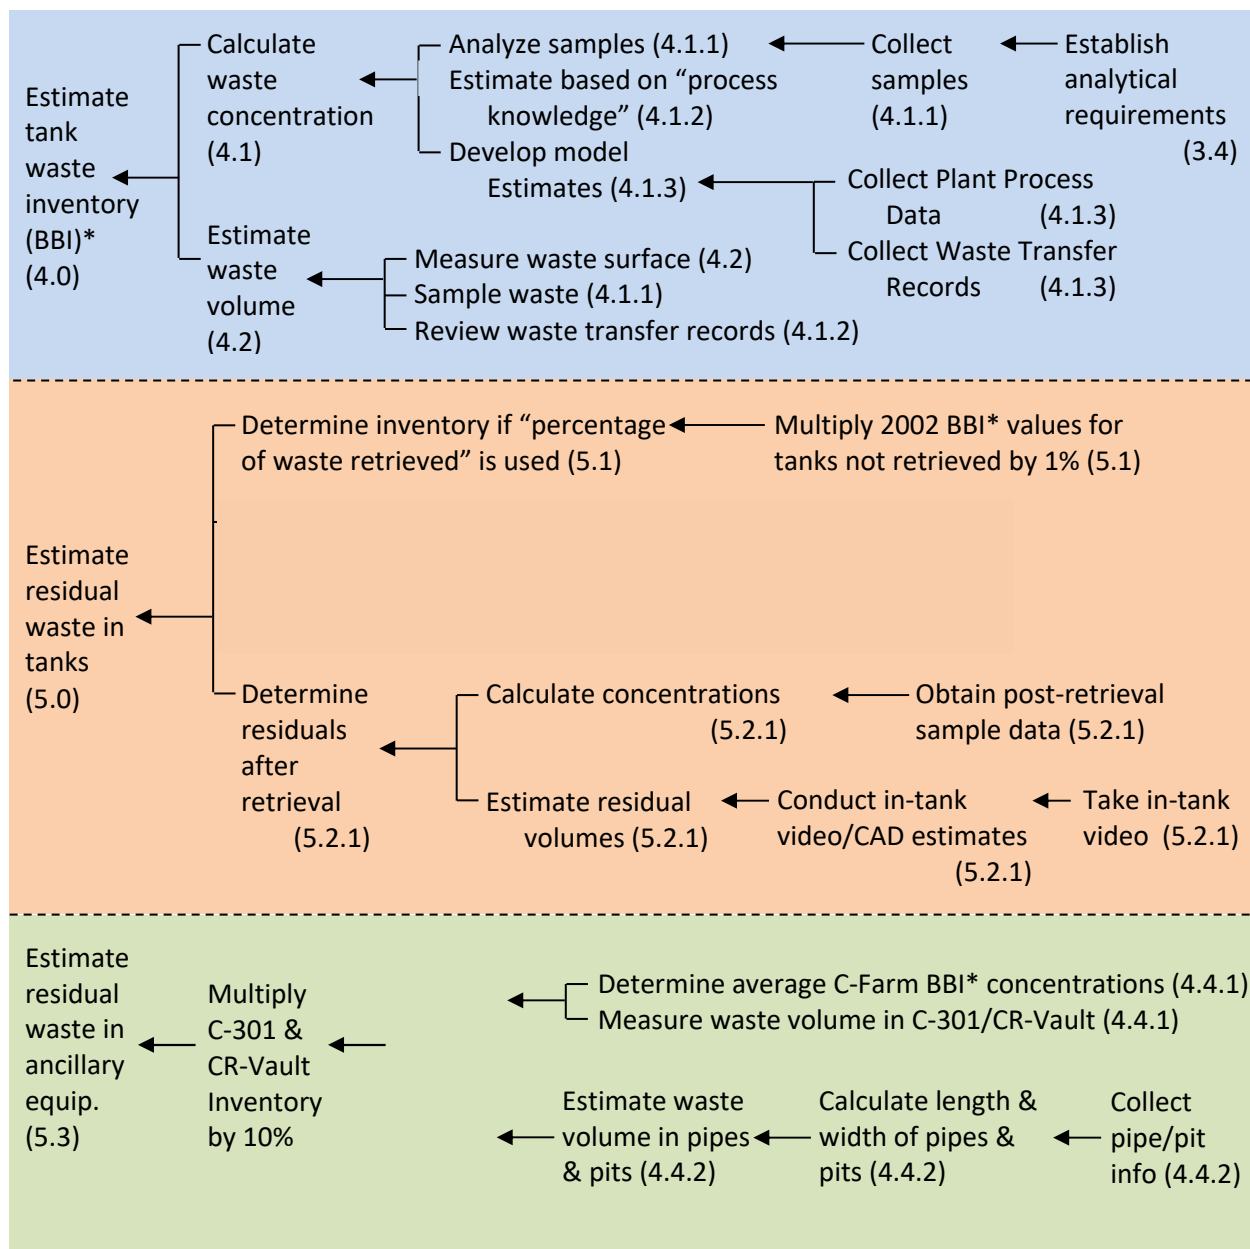 Estimate
tank
waste
inventory
(BBI)*
(4.0)
Calculate
waste
concentration
(4.1)
Analyze samples (4.1.1)
Estimate based on “process
knowledge” (4.1.2)
Develop model
Estimates (4.1.3)
Collect
samples
(4.1.1)
Establish
analytical
requirements
(3.4)
Collect Plant Process
Data (4.1.3)
Collect Waste Transfer
Records (4.1.3)
Estimate
waste
volume
(4.2)
Measure waste surface (4.2)
Sample waste (4.1.1)
Review waste transfer records (4.1.2)
Estimate
residual
waste in
tanks
(5.0)
Determine inventory if “percentage
of waste retrieved” is used (5.1)
Multiply 2002 BBI* values for
tanks not retrieved by 1% (5.1)
Determine
residuals
after
retrieval
(5.2.1)
Calculate concentrations
(5.2.1)
Obtain post-retrieval
sample data (5.2.1)
Estimate residual
volumes (5.2.1)
Conduct in-tank
video/CAD estimates
(5.2.1)
Take in-tank
video (5.2.1)
Estimate
residual
waste in
ancillary
equip.
(5.3)
Multiply
C-301 &
CR-Vault
Inventory
by 10%
Determine average C-Farm BBI* concentrations (4.4.1)
Measure waste volume in C-301/CR-Vault (4.4.1)
Estimate waste
volume in pipes
& pits (4.4.2)
Calculate length &
width of pipes &
pits (4.4.2)
Collect
pipe/pit
info (4.4.2)